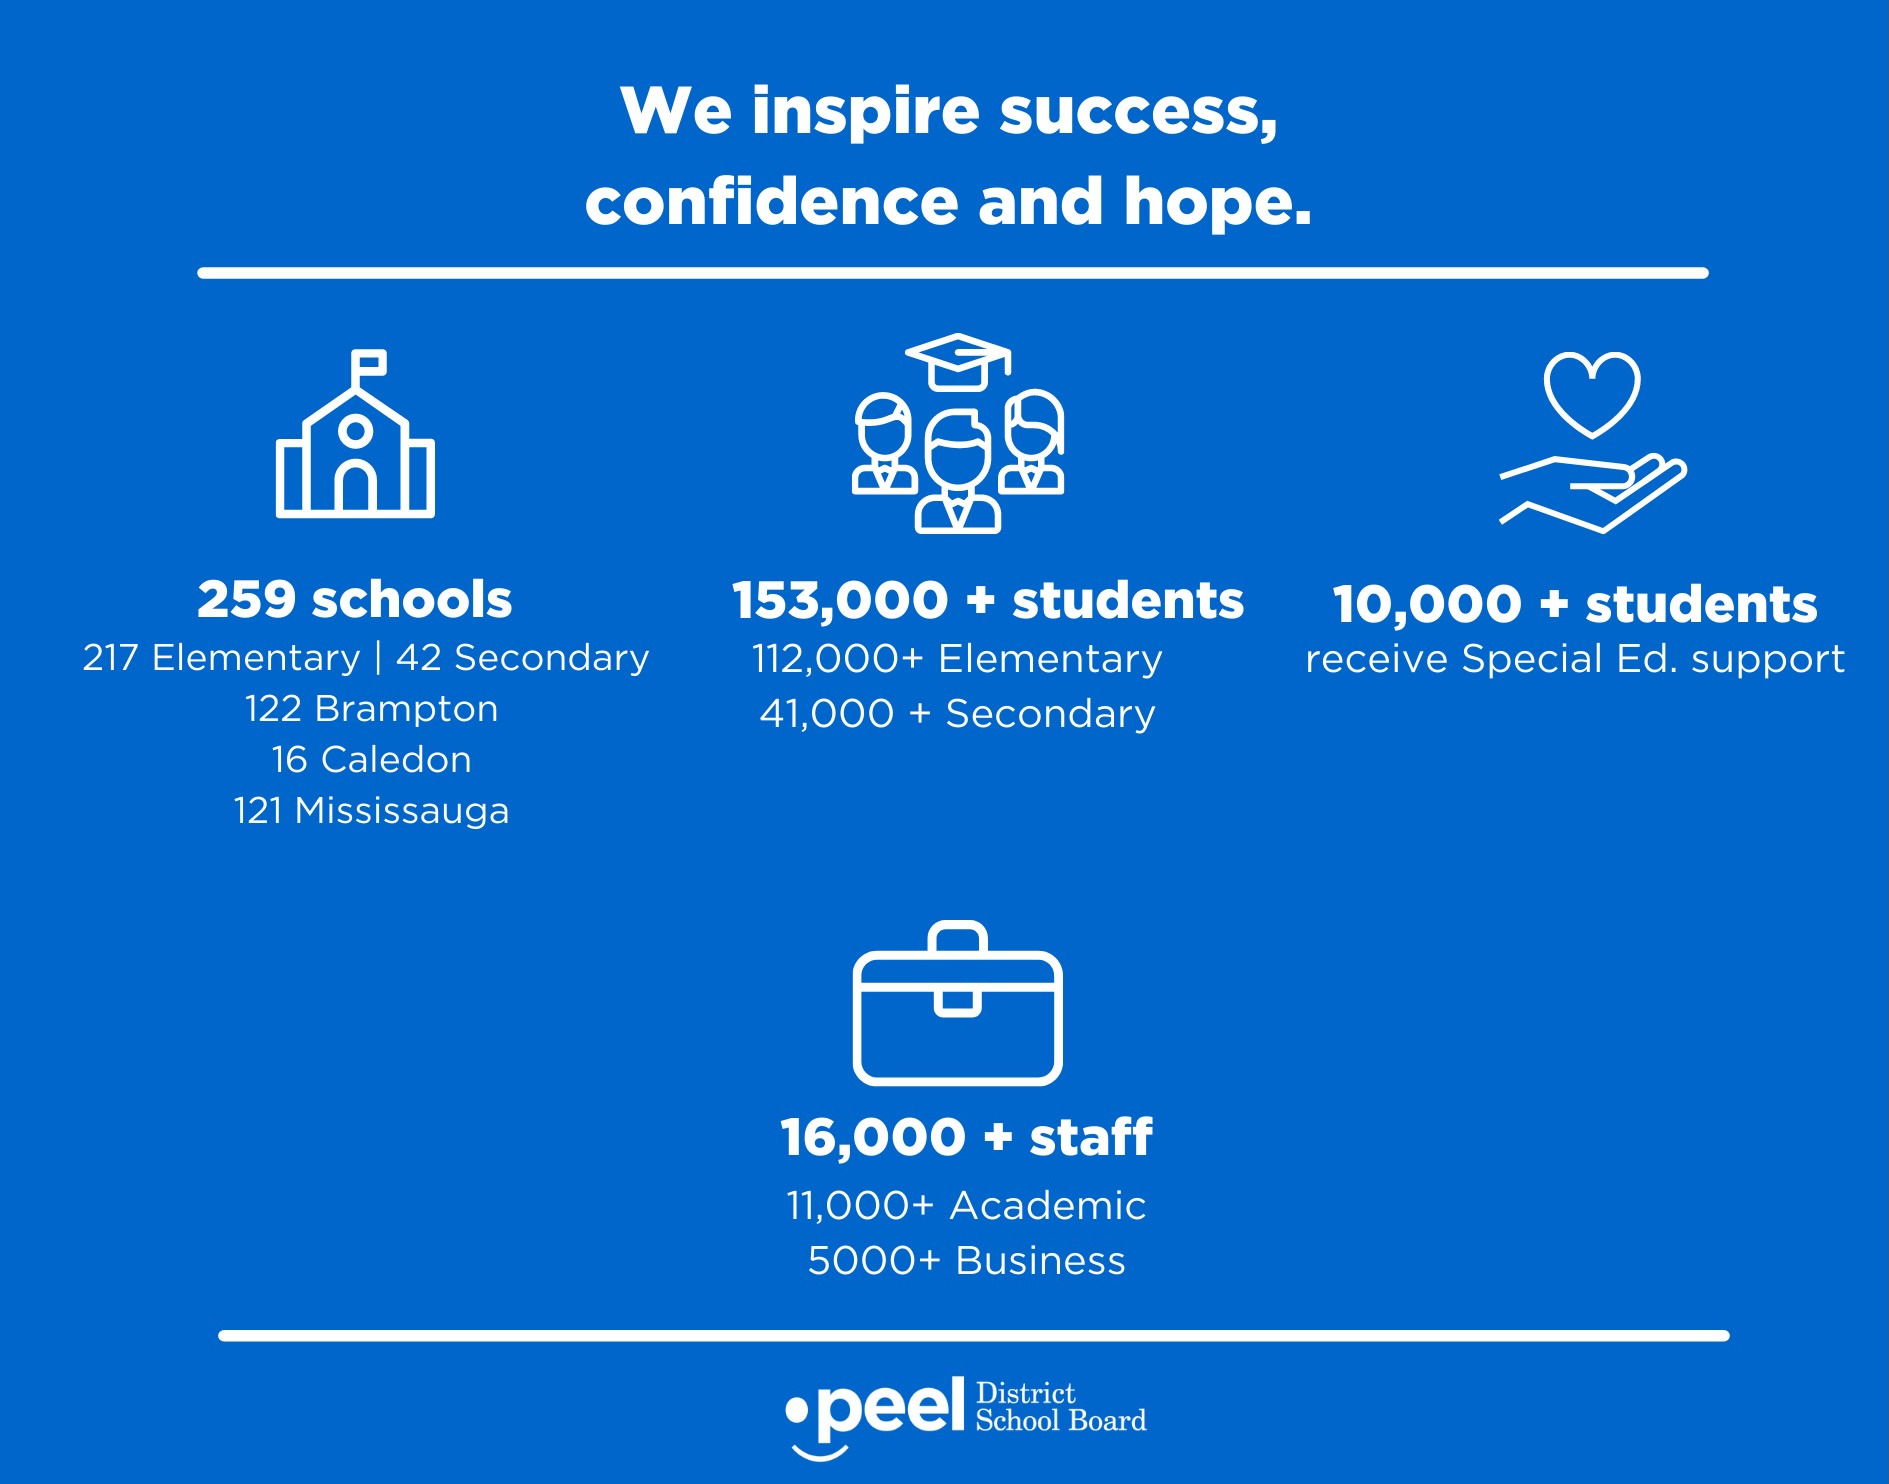 We inspire success,
confidence and hope.
259 schools
217 Elementary | 42 Secondary
122 Brampton
16 Caledon
121 Mississauga
153,000 + students
112,000+ Elementary
41,000 + Secondary
10,000 + students
receive Special Ed. support
16,000 + staff
11,000+ Academic
5000+ Business
peel District
School Board